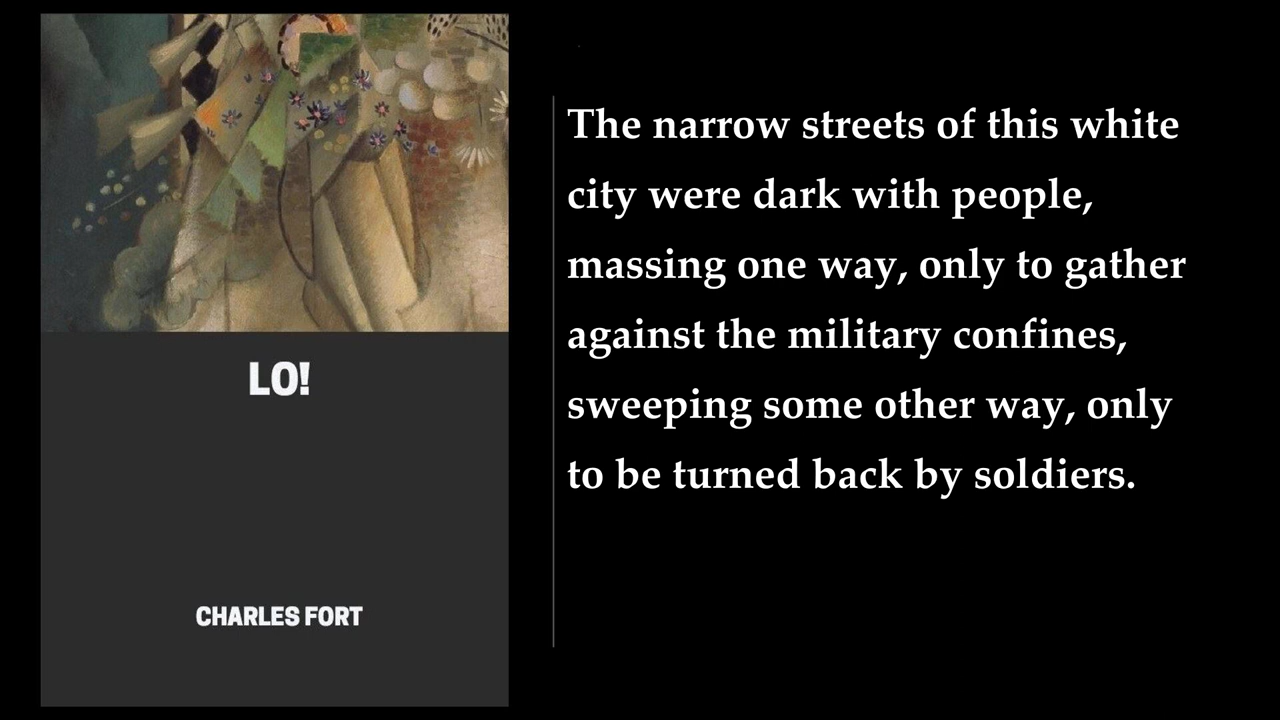 LO!
CHARLES FORT
The narrow streets of this white
city were dark with people,
massing one way, only to gather
against the military confines,
sweeping some other way, only
to be turned back by soldiers.